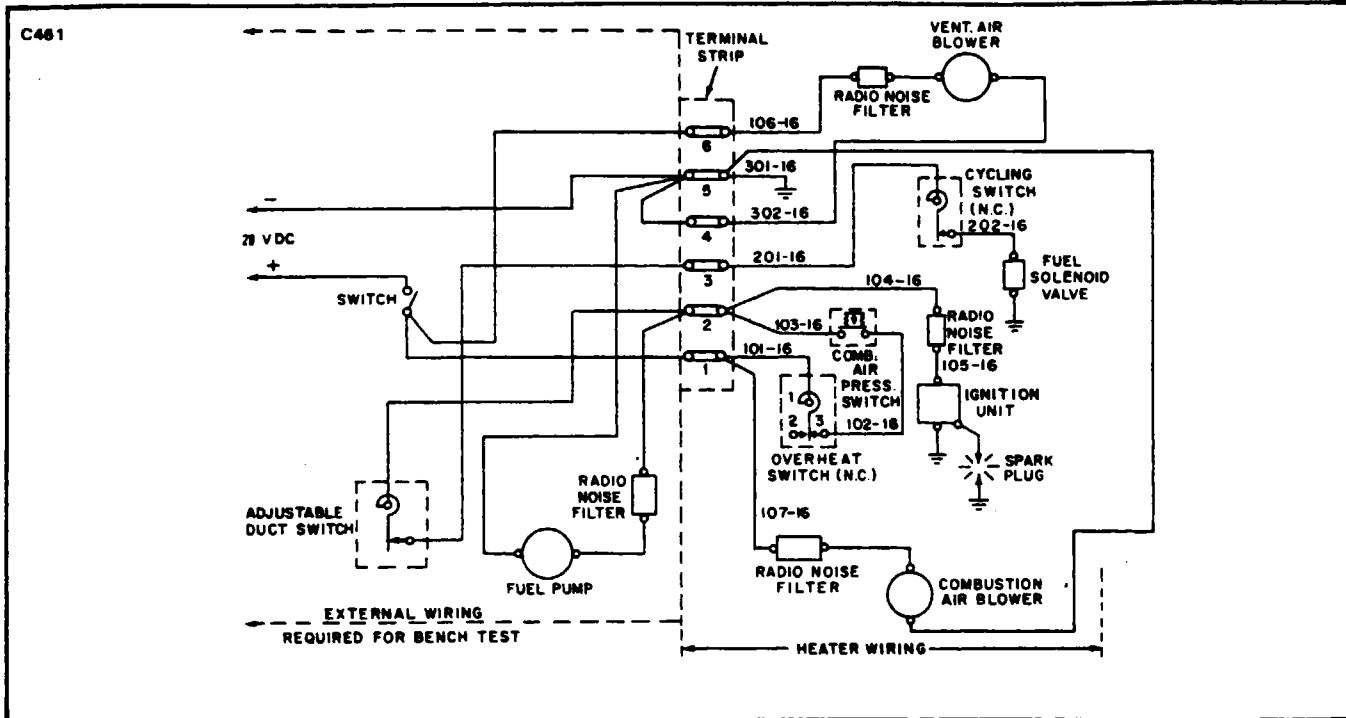 C461
TERMINAL
STRIP
VENT. AIR
BLOWER
RADIO NOISE
FILTER
106-16
6
301-16
5
CYCLING
SWITCH
(N.C.)
202-16
302-16
4
-
28 VDC
+
201-16
3
FUEL
SOLENOID
VALVE
SWITCH
104-16
2
103-16
RADIO
NOISE
FILTER
101-16
1
COMB.
AIR
PRESS.
SWITCH
105-16
IGNITION
UNIT
1
2
3
102-16
OVERHEAT
SWITCH (N.C.)
SPARK
PLUG
RADIO
NOISE
FILTER
ADJUSTABLE
DUCT SWITCH
107-16
FUEL PUMP
RADIO NOISE
FILTER
COMBUSTION
AIR BLOWER
EXTERNAL WIRING
REQUIRED FOR BENCH TEST
HEATER WIRING